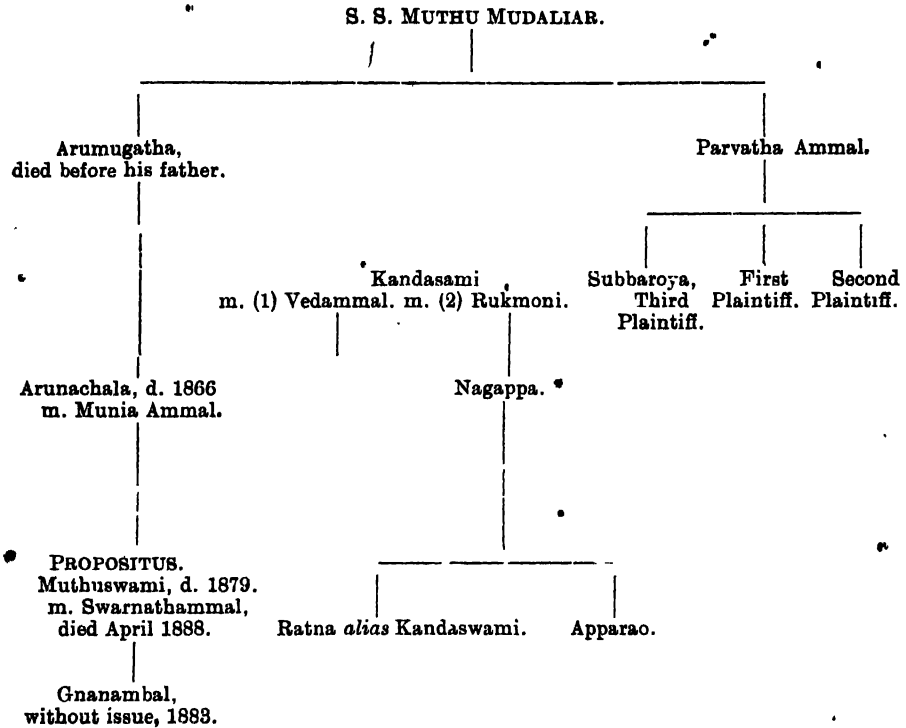 S. S. MUTHU MUDALIAR.
Arumugatha,
died before his father.
Parvatha Ammal.
Kandasami
m. (1) Vedammal. m. (2) Rukmoni.
Subbaroya,
Third
Plaintiff.
First
Plaintiff.
Second
Plaintiff.
Arunachala, d. 1866
m. Munia Ammal.
Nagappa.
PROPOSITUS.
Muthuswami, d. 1879.
m. Swarnathammal,
died April 1888.
Ratna alias Kandaswami.
Apparao.
Gnanambal,
without issue, 1883.